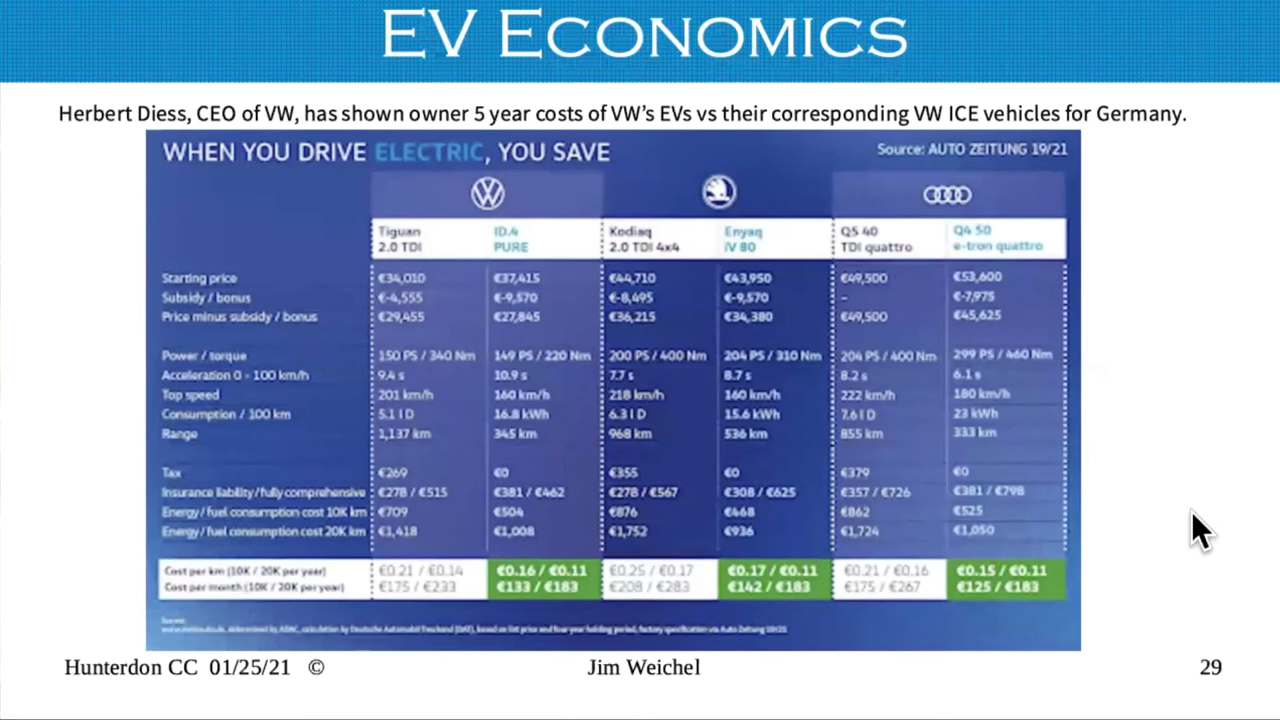 EV ECONOMICS
Herbert Diess, CEO of VW, has shown owner 5 year costs of VW's EVs vs their corresponding VW ICE vehicles for Germany.
WHEN YOU DRIVE ELECTRIC, YOU SAVE
Source: AUTO ZEITUNG 19/21
Tiguan 2.0 TDI ID.4 PURE Kodiaq 2.0 TDI 4x4 Enyaq iV 80 Q5 40 TDI quattro Q4 50 e-tron quattro
Starting price €34,010 €37,415 €44,710 €43,950 €49,500 €53,600
Subsidy / bonus €-4,555 €-9,570 €-8,495 €-9,570 - €-7,975
Price minus subsidy / bonus €29,455 €27,845 €36,215 €34,380 €49,500 €45,625
Power / torque 150 PS / 340 Nm 149 PS / 220 Nm 200 PS / 400 Nm 204 PS / 310 Nm 204 PS / 400 Nm 299 PS / 460 Nm
Acceleration 0 - 100 km/h 9.4 s 10.9 s 7.7 s 8.7 s 8.2 s 6.1 s
Top speed 201 km/h 160 km/h 218 km/h 160 km/h 222 km/h 180 km/h
Consumption / 100 km 5.1 l D 16.8 kWh 6.3 l D 15.6 kWh 7.6 l D 23 kWh
Range 1,137 km 345 km 968 km 536 km 855 km 333 km
Tax €269 €0 €355 €0 €379 €0
Insurance liability/fully comprehensive €278 / €515 €381 / €462 €278 / €567 €308 / €625 €357 / €726 €381 / €798
Energy/fuel consumption cost 10K km €709 €504 €876 €468 €862 €525
Energy/fuel consumption cost 20K km €1,418 €1,008 €1,752 €936 €1,724 €1,050
Cost per km (10K / 20K per year) €0.21 / €0.14 €0.16 / €0.11 €0.25 / €0.17 €0.17 / €0.11 €0.21 / €0.16 €0.15 / €0.11
Cost per month (10K / 20K per year) €175 / €233 €133 / €183 €208 / €283 €142 / €183 €175 / €267 €125 / €183
Hunterdon CC 01/25/21 © Jim Weichel 29